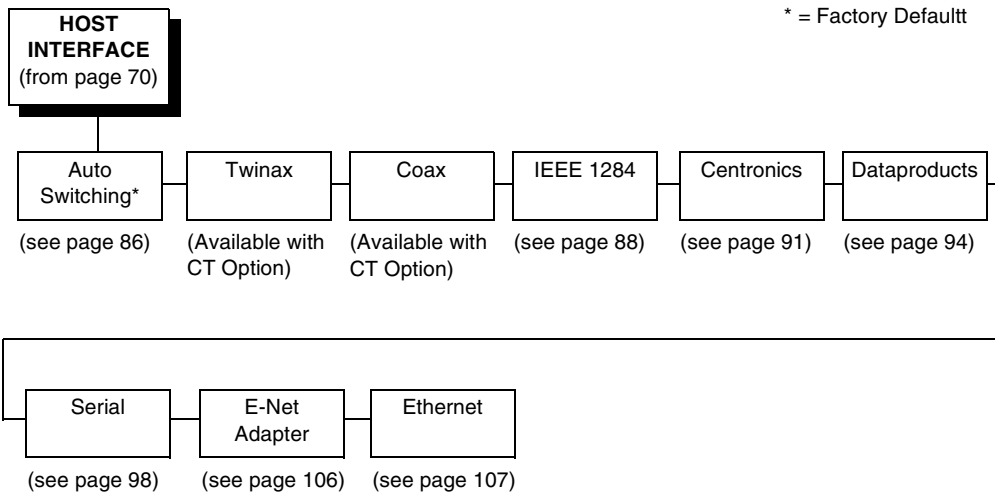 * = Factory Defaultt
HOST
INTERFACE
(from page 70)
Auto
Switching*
Twinax
Coax
IEEE 1284
Centronics
Dataproducts
(see page 86)
(Available with
CT Option)
(Available with
CT Option)
(see page 88)
(see page 91)
(see page 94)
Serial
E-Net
Adapter
Ethernet
(see page 98)
(see page 106)
(see page 107)